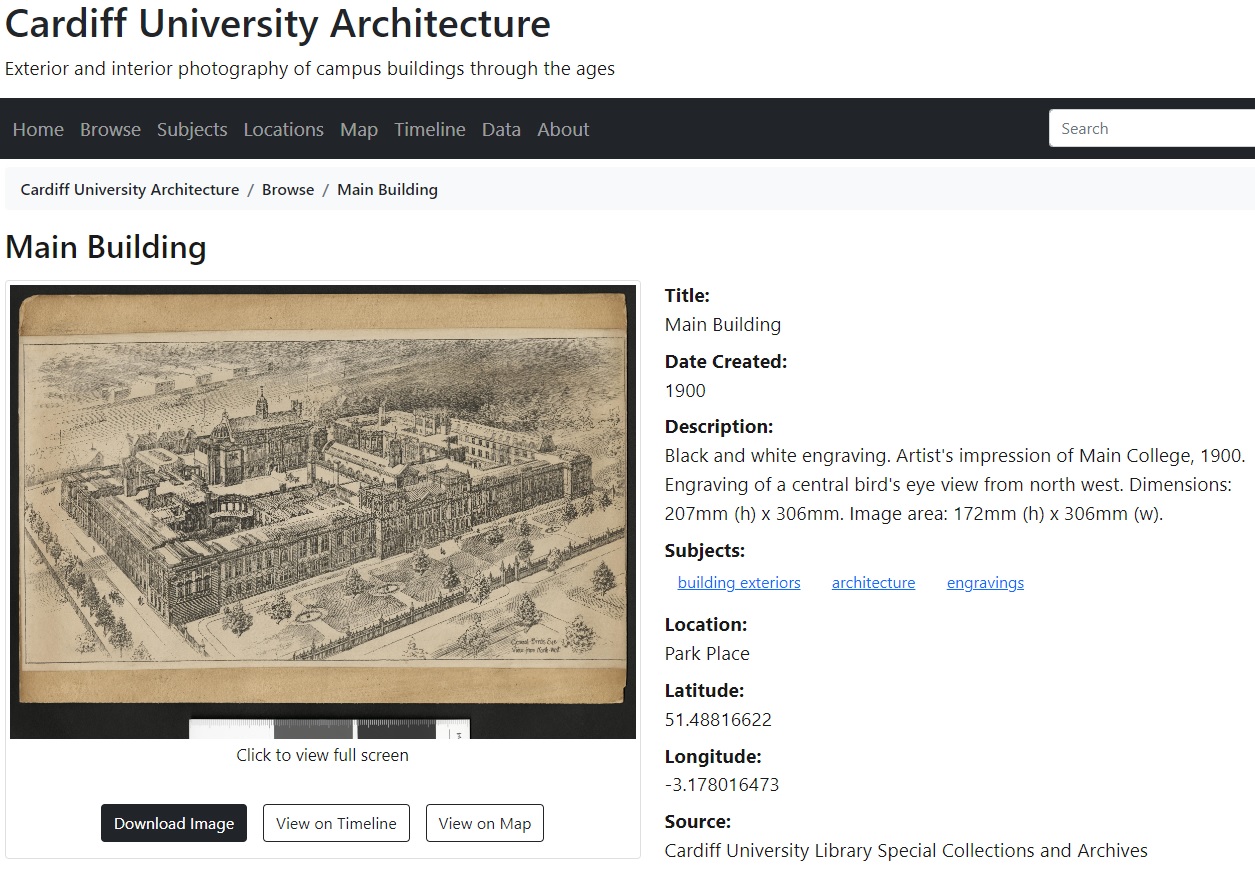 Cardiff University Architecture
Exterior and interior photography of campus buildings through the ages
Home Browse Subjects Locations Map Timeline Data About Search
Cardiff University Architecture / Browse / Main Building
Main Building
General Birds Eye
View from North West
Click to view full screen
Download Image View on Timeline View on Map
Title:
Main Building
Date Created:
1900
Description:
Black and white engraving. Artist's impression of Main College, 1900.
Engraving of a central bird's eye view from north west. Dimensions:
207mm (h) x 306mm. Image area: 172mm (h) x 306mm (w).
Subjects:
building exteriors architecture engravings
Location:
Park Place
Latitude:
51.48816622
Longitude:
-3.178016473
Source:
Cardiff University Library Special Collections and Archives